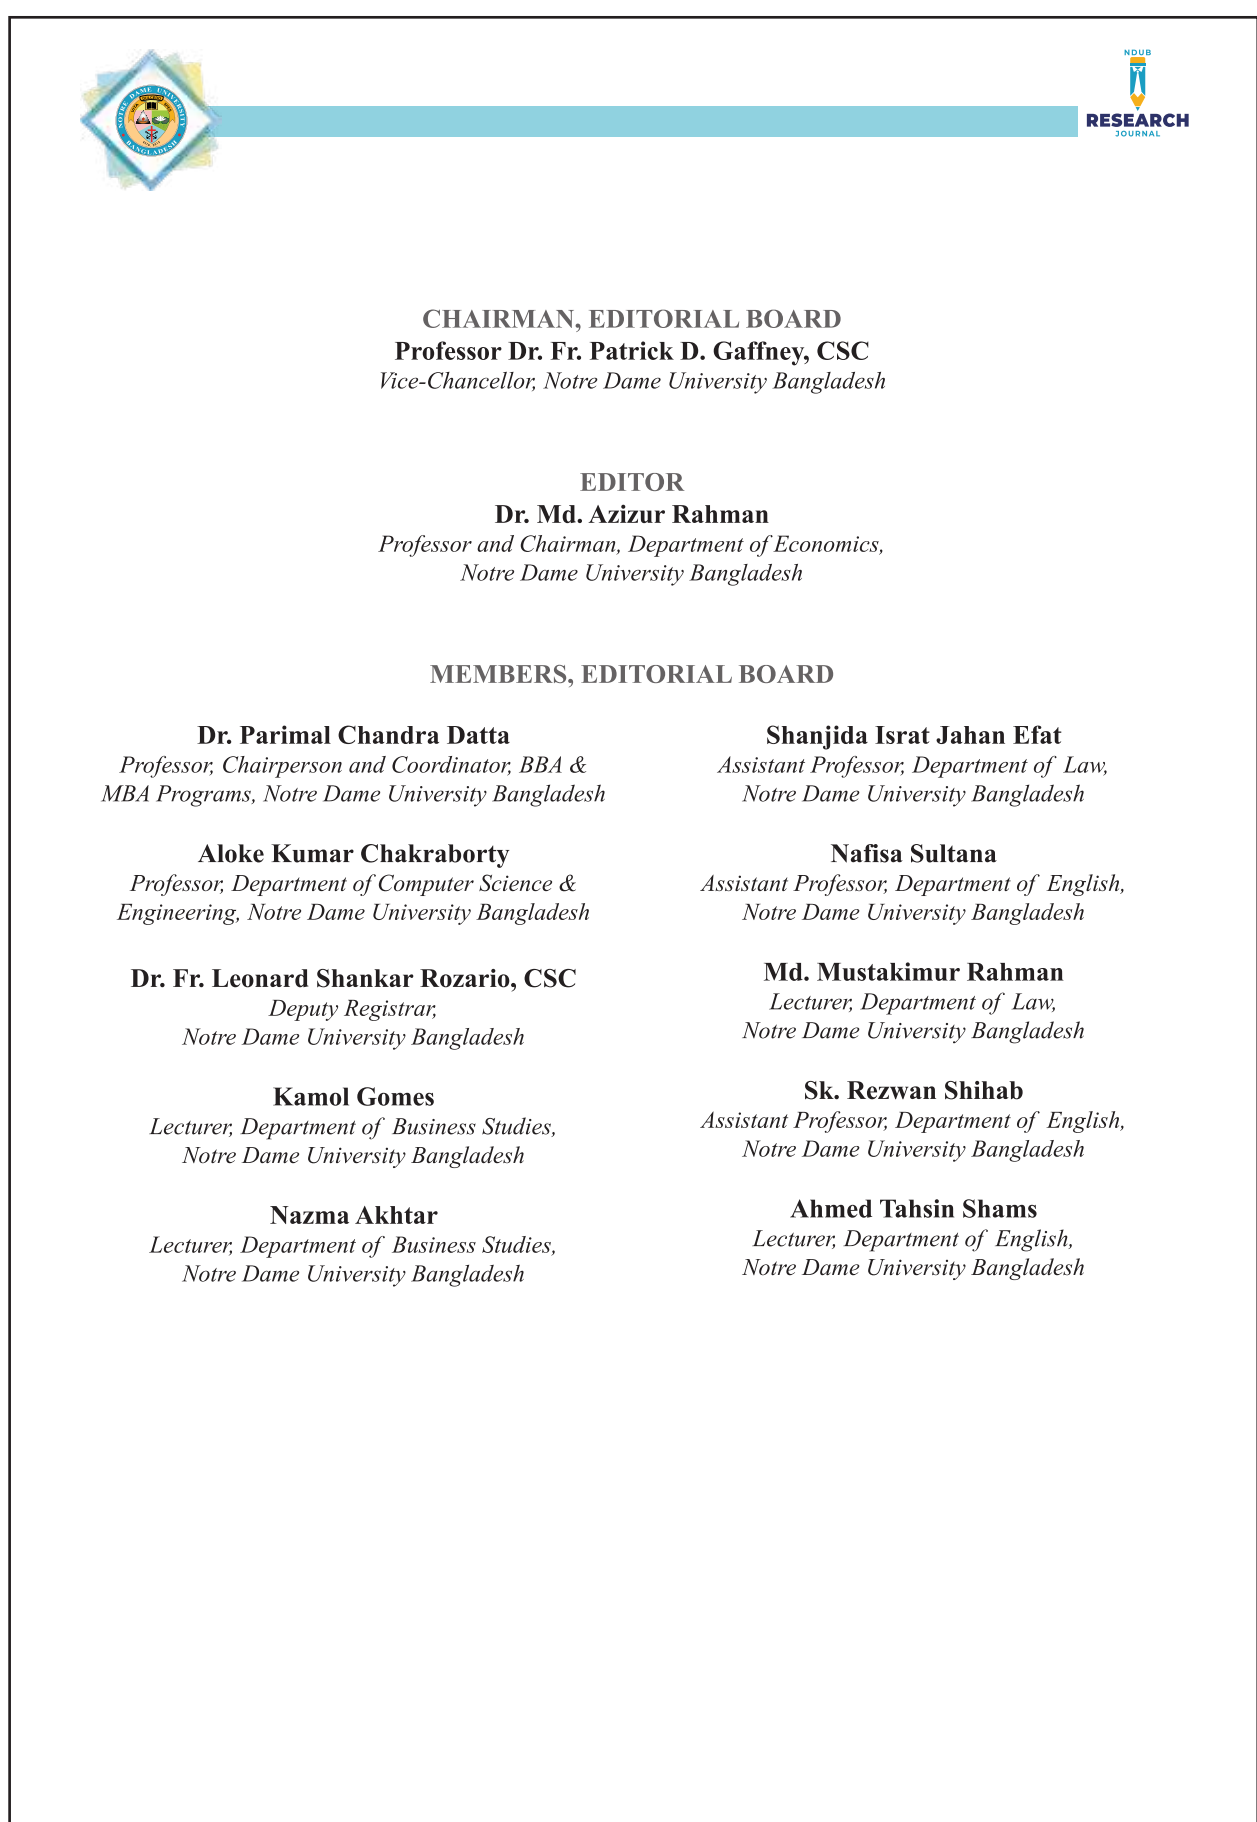 NOTRE DAME UNIVERSITY
BANGLADESH
NDUB
RESEARCH
JOURNAL
CHAIRMAN, EDITORIAL BOARD
Professor Dr. Fr. Patrick D. Gaffney, CSC
Vice-Chancellor, Notre Dame University Bangladesh
EDITOR
Dr. Md. Azizur Rahman
Professor and Chairman, Department of Economics,
Notre Dame University Bangladesh
MEMBERS, EDITORIAL BOARD
Dr. Parimal Chandra Datta
Professor, Chairperson and Coordinator, BBA &
MBA Programs, Notre Dame University Bangladesh
Aloke Kumar Chakraborty
Professor, Department of Computer Science &
Engineering, Notre Dame University Bangladesh
Dr. Fr. Leonard Shankar Rozario, CSC
Deputy Registrar,
Notre Dame University Bangladesh
Kamol Gomes
Lecturer, Department of Business Studies,
Notre Dame University Bangladesh
Nazma Akhtar
Lecturer, Department of Business Studies,
Notre Dame University Bangladesh
Shanjida Israt Jahan Efat
Assistant Professor, Department of Law,
Notre Dame University Bangladesh
Nafisa Sultana
Assistant Professor, Department of English,
Notre Dame University Bangladesh
Md. Mustakimur Rahman
Lecturer, Department of Law,
Notre Dame University Bangladesh
Sk. Rezwan Shihab
Assistant Professor, Department of English,
Notre Dame University Bangladesh
Ahmed Tahsin Shams
Lecturer, Department of English,
Notre Dame University Bangladesh